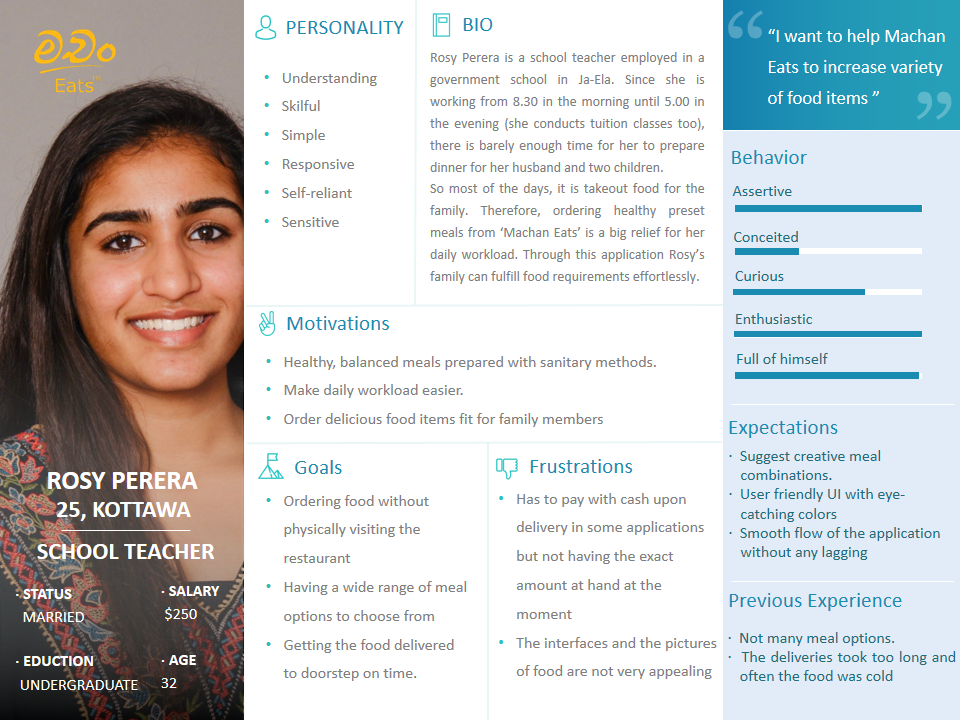 මචං
Eats™
ROSY PERERA
25, KOTTAWA
SCHOOL TEACHER
· STATUS
MARRIED
· SALARY
$250
· EDUCTION
UNDERGRADUATE
· AGE
32
PERSONALITY
• Understanding
• Skilful
• Simple
• Responsive
• Self-reliant
• Sensitive
BIO
Rosy Perera is a school teacher employed in a
government school in Ja-Ela. Since she is
working from 8.30 in the morning until 5.00 in
the evening (she conducts tuition classes too),
there is barely enough time for her to prepare
dinner for her husband and two children.
So most of the days, it is takeout food for the
family. Therefore, ordering healthy preset
meals from ‘Machan Eats’ is a big relief for her
daily workload. Through this application Rosy’s
family can fulfill food requirements effortlessly.
Motivations
• Healthy, balanced meals prepared with sanitary methods.
• Make daily workload easier.
• Order delicious food items fit for family members
Goals
• Ordering food without
physically visiting the
restaurant
• Having a wide range of meal
options to choose from
• Getting the food delivered
to doorstep on time.
Frustrations
• Has to pay with cash upon
delivery in some applications
but not having the exact
amount at hand at the
moment
• The interfaces and the pictures
of food are not very appealing
“I want to help Machan
Eats to increase variety
of food items ”
Behavior
Assertive
Conceited
Curious
Enthusiastic
Full of himself
Expectations
· Suggest creative meal
combinations.
· User friendly UI with eye-
catching colors
· Smooth flow of the application
without any lagging
Previous Experience
· Not many meal options.
· The deliveries took too long and
often the food was cold